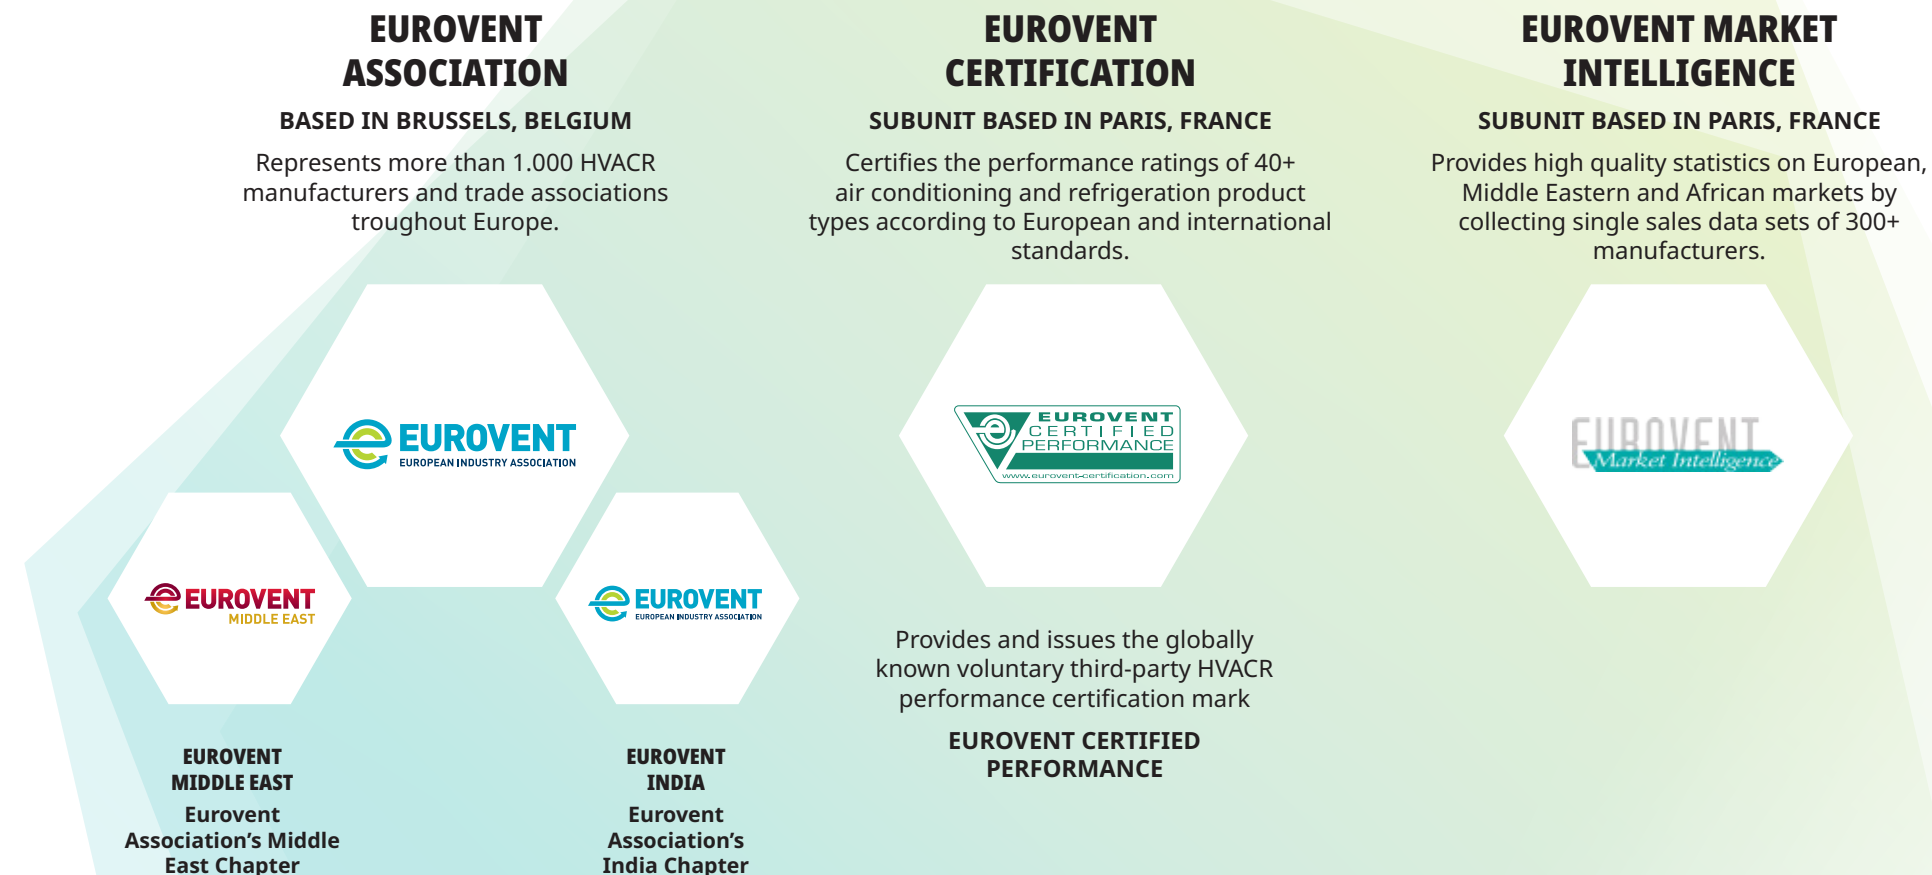 EUROVENT
ASSOCIATION
BASED IN BRUSSELS, BELGIUM
Represents more than 1.000 HVACR
manufacturers and trade associations
troughout Europe.
EUROVENT
EUROPEAN INDUSTRY ASSOCIATION
EUROVENT
MIDDLE EAST
EUROVENT
EUROPEAN INDUSTRY ASSOCIATION
EUROVENT
MIDDLE EAST
Eurovent
Association’s Middle
East Chapter
EUROVENT
INDIA
Eurovent
Association’s
India Chapter
EUROVENT
CERTIFICATION
SUBUNIT BASED IN PARIS, FRANCE
Certifies the performance ratings of 40+
air conditioning and refrigeration product
types according to European and international
standards.
EUROVENT
CERTIFIED
PERFORMANCE
www.eurovent-certification.com
Provides and issues the globally
known voluntary third-party HVACR
performance certification mark
EUROVENT CERTIFIED
PERFORMANCE
EUROVENT MARKET
INTELLIGENCE
SUBUNIT BASED IN PARIS, FRANCE
Provides high quality statistics on European,
Middle Eastern and African markets by
collecting single sales data sets of 300+
manufacturers.
EUROVENT
Market Intelligence